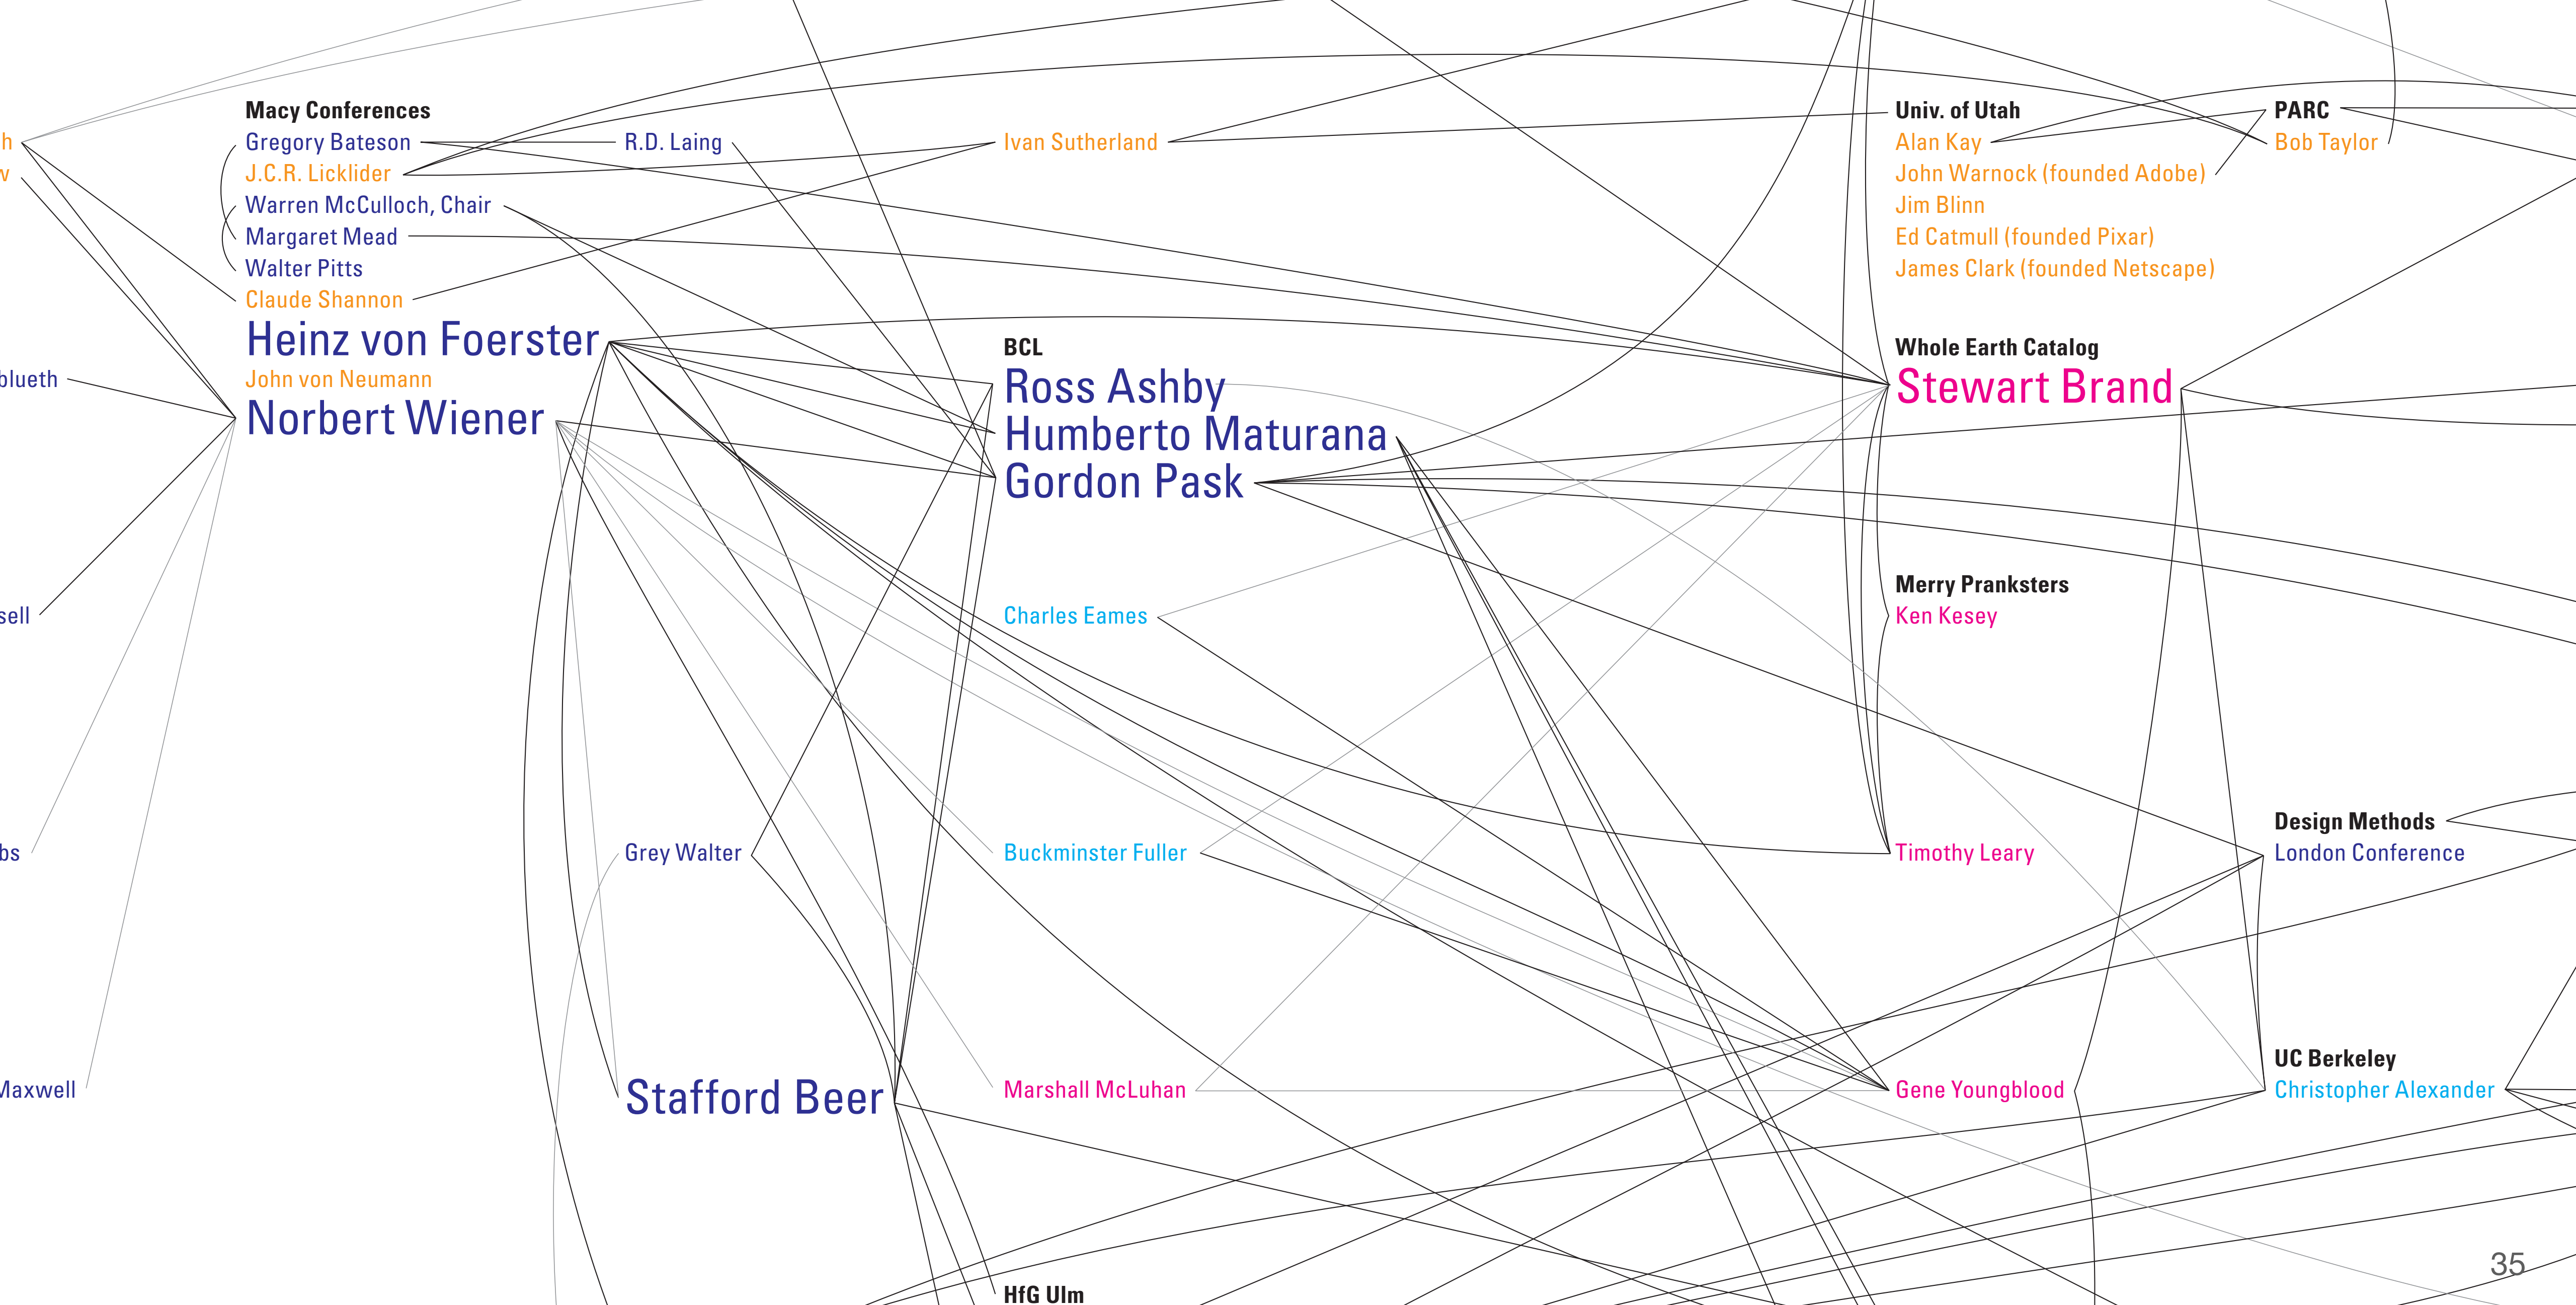 Macy Conferences
Gregory Bateson
J.C.R. Licklider
Warren McCulloch, Chair
Margaret Mead
Walter Pitts
Claude Shannon
Heinz von Foerster
John von Neumann
Norbert Wiener
h
w
blueth
sell
bs
Maxwell
R.D. Laing
Grey Walter
Stafford Beer
Ivan Sutherland
BCL
Ross Ashby
Humberto Maturana
Gordon Pask
Charles Eames
Buckminster Fuller
Marshall McLuhan
HfG Ulm
Univ. of Utah
Alan Kay
John Warnock (founded Adobe)
Jim Blinn
Ed Catmull (founded Pixar)
James Clark (founded Netscape)
Whole Earth Catalog
Stewart Brand
Merry Pranksters
Ken Kesey
Timothy Leary
Gene Youngblood
PARC
Bob Taylor
Design Methods
London Conference
UC Berkeley
Christopher Alexander
35